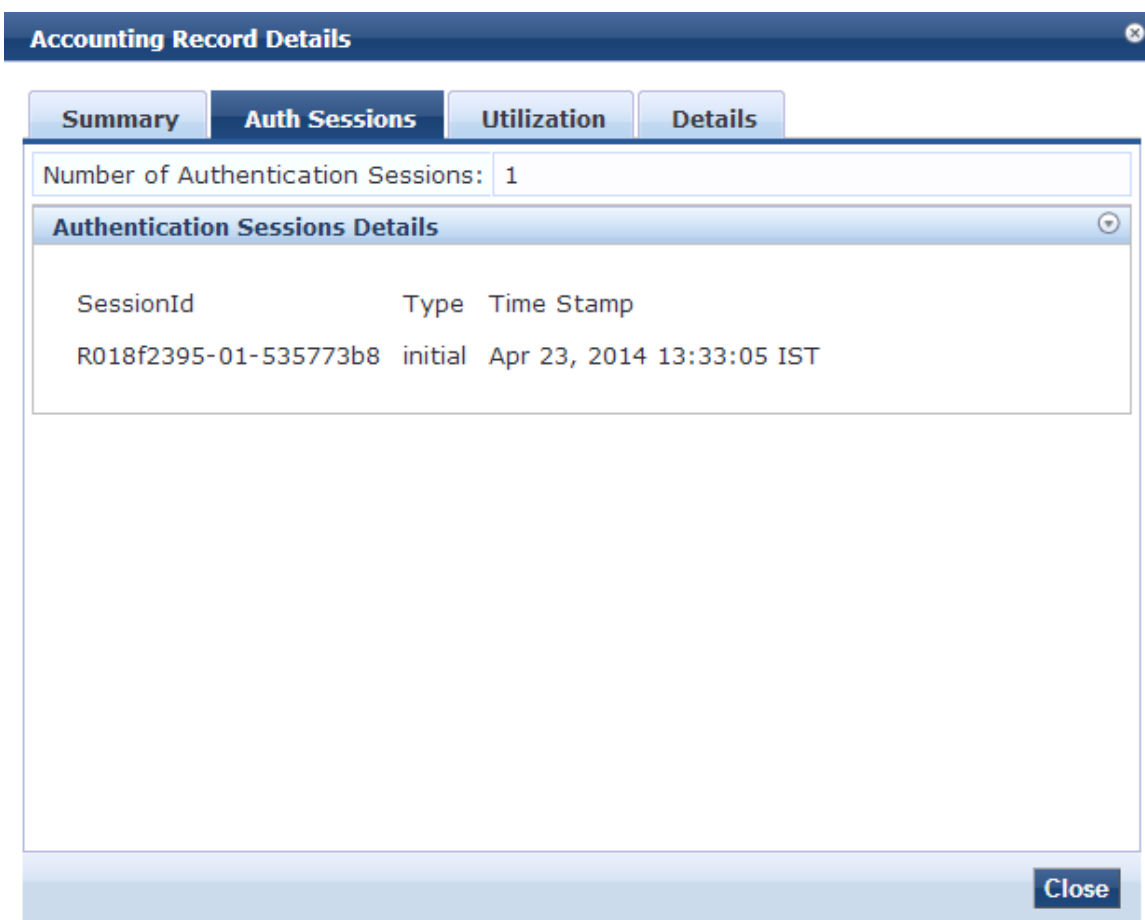 Accounting Record Details
Summary Auth Sessions Utilization Details
Number of Authentication Sessions: 1
Authentication Sessions Details
SessionId Type Time Stamp
R018f2395-01-535773b8 initial Apr 23, 2014 13:33:05 IST
Close